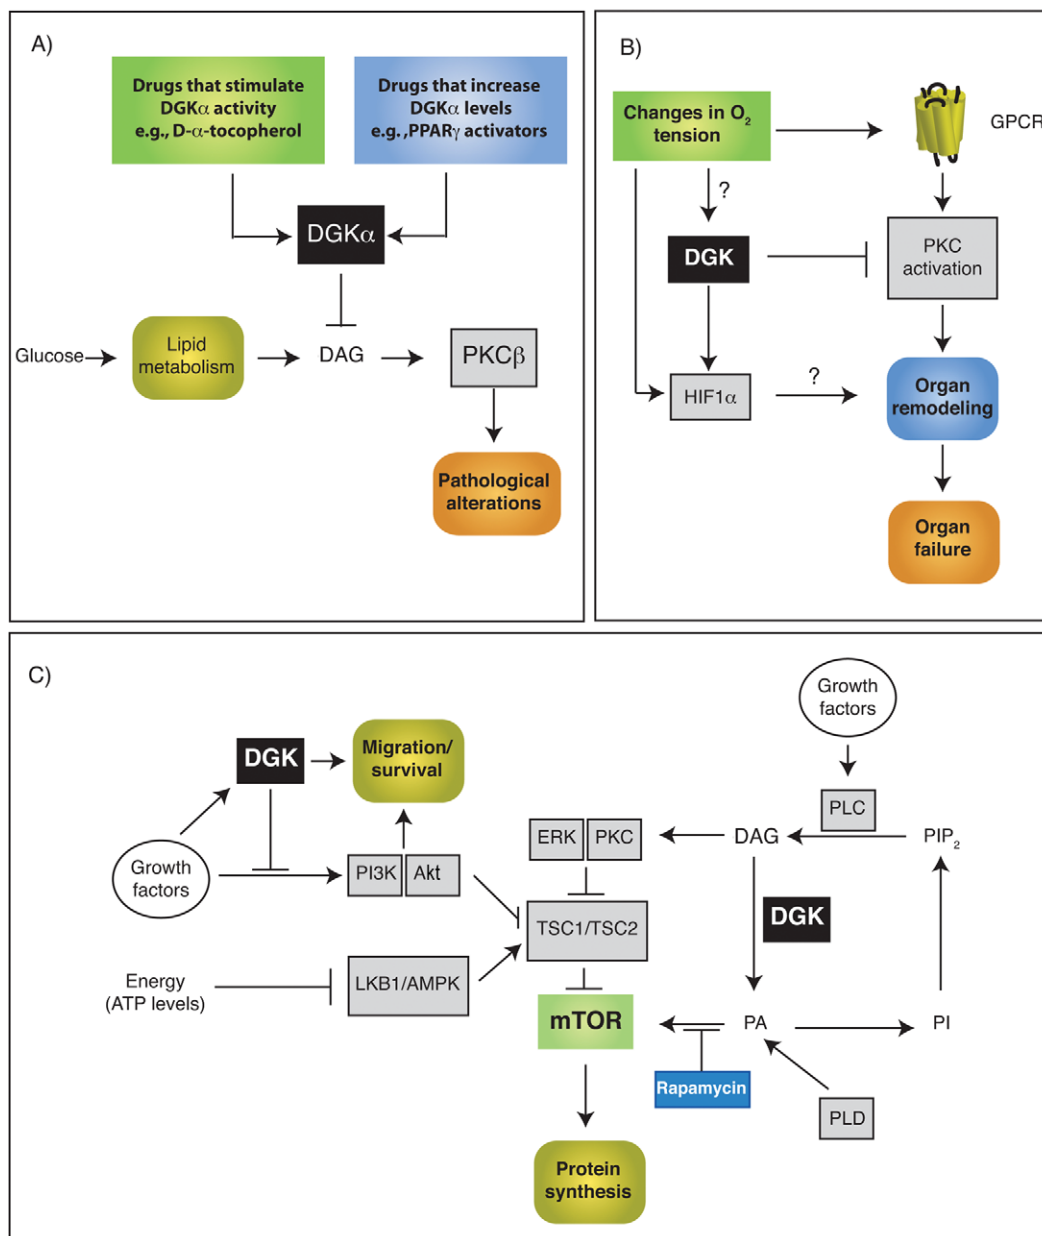 A)
Drugs that stimulate
DGKα activity
e.g., D-α-tocopherol
Drugs that increase
DGKα levels
e.g.,PPARγ activators
DGKα
Glucose
Lipid
metabolism
DAG
PKCβ
Pathological
alterations
B)
Changes in O₂
tension
GPCR
?
DGK
PKC
activation
HIF1α
?
Organ
remodeling
Organ
failure
C)
Growth
factors
DGK
Migration/
survival
PLC
ERK
PKC
DAG
PIP₂
Growth
factors
PI3K
Akt
DGK
TSC1/TSC2
Energy
(ATP levels)
LKB1/AMPK
mTOR
PA
PI
Rapamycin
PLD
Protein
synthesis